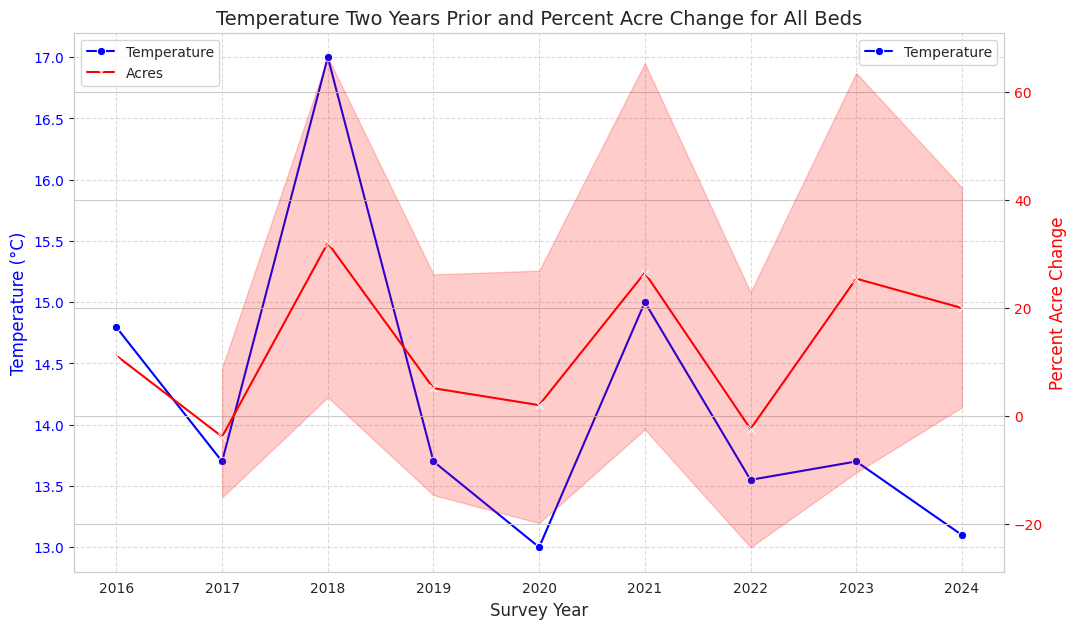 Temperature Two Years Prior and Percent Acre Change for All Beds
Temperature
Acres
Temperature
Temperature (°C)
17.0
16.5
16.0
15.5
15.0
14.5
14.0
13.5
13.0
60
40
20
0
−20
Percent Acre Change
2016 2017 2018 2019 2020 2021 2022 2023 2024
Survey Year